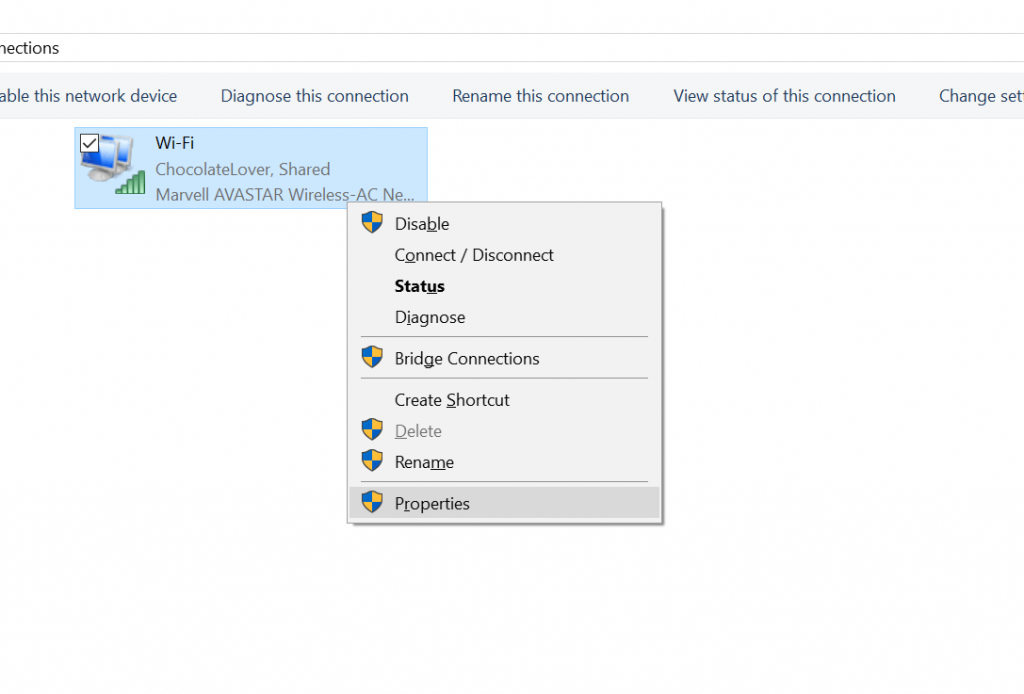 nections
able this network device Diagnose this connection Rename this connection View status of this connection Change set
Wi-Fi
ChocolateLover, Shared
Marvell AVASTAR Wireless-AC Ne...
Disable
Connect / Disconnect
Status
Diagnose
Bridge Connections
Create Shortcut
Delete
Rename
Properties